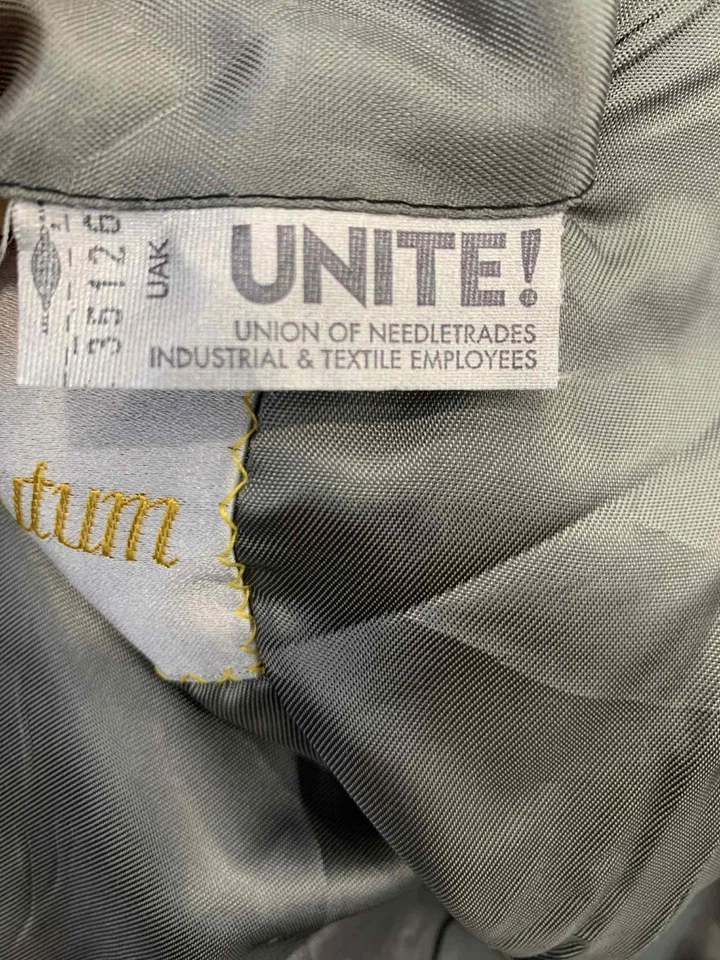 UNITE!
UNION OF NEEDLETRADES
INDUSTRIAL & TEXTILE EMPLOYEES
UAK
35126
tum